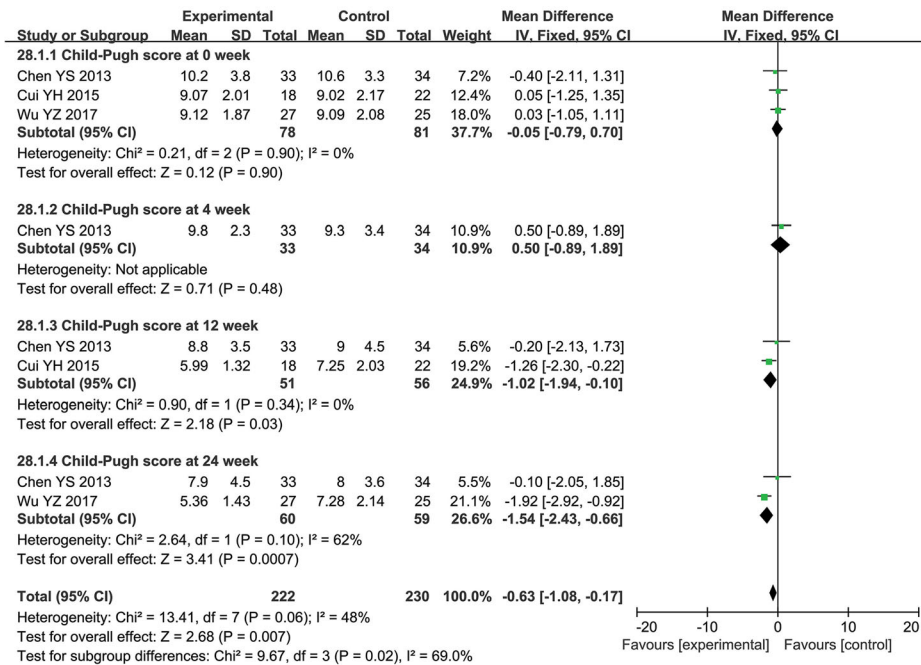 Experimental Control Mean Difference Mean Difference
Study or Subgroup Mean SD Total Mean SD Total Weight IV, Fixed, 95% CI IV, Fixed, 95% CI
28.1.1 Child-Pugh score at 0 week
Chen YS 2013 10.2 3.8 33 10.6 3.3 34 7.2% -0.40 [-2.11, 1.31]
Cui YH 2015 9.07 2.01 18 9.02 2.17 22 12.4% 0.05 [-1.25, 1.35]
Wu YZ 2017 9.12 1.87 27 9.09 2.08 25 18.0% 0.03 [-1.05, 1.11]
Subtotal (95% CI) 78 81 37.7% -0.05 [-0.79, 0.70]
Heterogeneity: Chi² = 0.21, df = 2 (P = 0.90); I² = 0%
Test for overall effect: Z = 0.12 (P = 0.90)
28.1.2 Child-Pugh score at 4 week
Chen YS 2013 9.8 2.3 33 9.3 3.4 34 10.9% 0.50 [-0.89, 1.89]
Subtotal (95% CI) 33 34 10.9% 0.50 [-0.89, 1.89]
Heterogeneity: Not applicable
Test for overall effect: Z = 0.71 (P = 0.48)
28.1.3 Child-Pugh score at 12 week
Chen YS 2013 8.8 3.5 33 9 4.5 34 5.6% -0.20 [-2.13, 1.73]
Cui YH 2015 5.99 1.32 18 7.25 2.03 22 19.2% -1.26 [-2.30, -0.22]
Subtotal (95% CI) 51 56 24.9% -1.02 [-1.94, -0.10]
Heterogeneity: Chi² = 0.90, df = 1 (P = 0.34); I² = 0%
Test for overall effect: Z = 2.18 (P = 0.03)
28.1.4 Child-Pugh score at 24 week
Chen YS 2013 7.9 4.5 33 8 3.6 34 5.5% -0.10 [-2.05, 1.85]
Wu YZ 2017 5.36 1.43 27 7.28 2.14 25 21.1% -1.92 [-2.92, -0.92]
Subtotal (95% CI) 60 59 26.6% -1.54 [-2.43, -0.66]
Heterogeneity: Chi² = 2.64, df = 1 (P = 0.10); I² = 62%
Test for overall effect: Z = 3.41 (P = 0.0007)
Total (95% CI) 222 230 100.0% -0.63 [-1.08, -0.17]
Heterogeneity: Chi² = 13.41, df = 7 (P = 0.06); I² = 48%
Test for overall effect: Z = 2.68 (P = 0.007)
Test for subgroup differences: Chi² = 9.67, df = 3 (P = 0.02), I² = 69.0%
-20 -10 0 10 20
Favours [experimental] Favours [control]